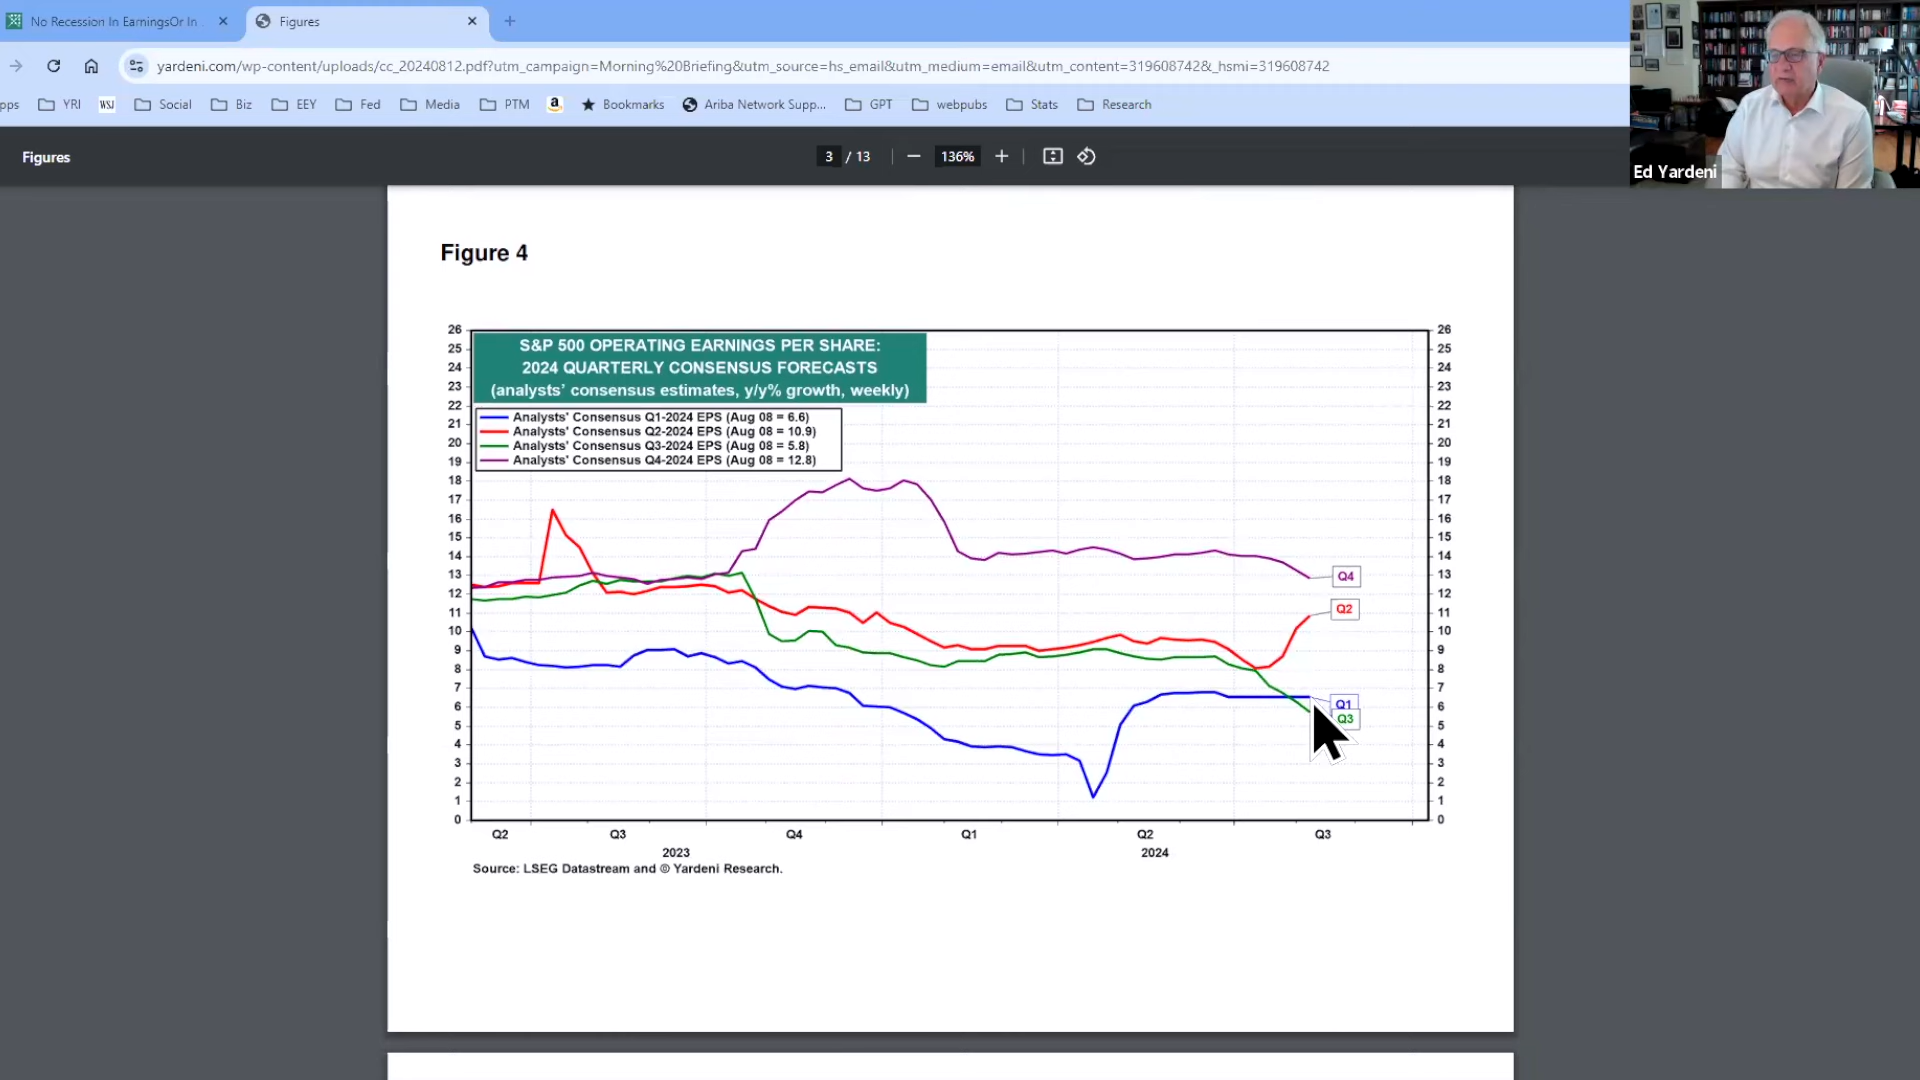 No Recession In EarningsOr In
Figures
yardeni.com/wp-content/uploads/cc_20240812.pdf?utm_campaign=Morning%20Briefing&utm_source=hs_email&utm_medium=email&utm_content=319608742&_hsmi=319608742
pps YRI WSJ Social Biz EEY Fed Media PTM a Bookmarks Ariba Network Supp... GPT webpubs Stats Research
Figures
3 / 13
136%
Ed Yardeni
Figure 4
S&P 500 OPERATING EARNINGS PER SHARE:
2024 QUARTERLY CONSENSUS FORECASTS
(analysts' consensus estimates, y/y% growth, weekly)
Analysts' Consensus Q1-2024 EPS (Aug 08 = 6.6)
Analysts' Consensus Q2-2024 EPS (Aug 08 = 10.9)
Analysts' Consensus Q3-2024 EPS (Aug 08 = 5.8)
Analysts' Consensus Q4-2024 EPS (Aug 08 = 12.8)
26 26
25 25
24 24
23 23
22 22
21 21
20 20
19 19
18 18
17 17
16 16
15 15
14 14
13 13
12 12
11 11
10 10
9 9
8 8
7 7
6 6
5 5
4 4
3 3
2 2
1 1
0 0
Q4
Q2
Q1
Q3
Q2 Q3 Q4 Q1 Q2 Q3
2023 2024
Source: LSEG Datastream and © Yardeni Research.